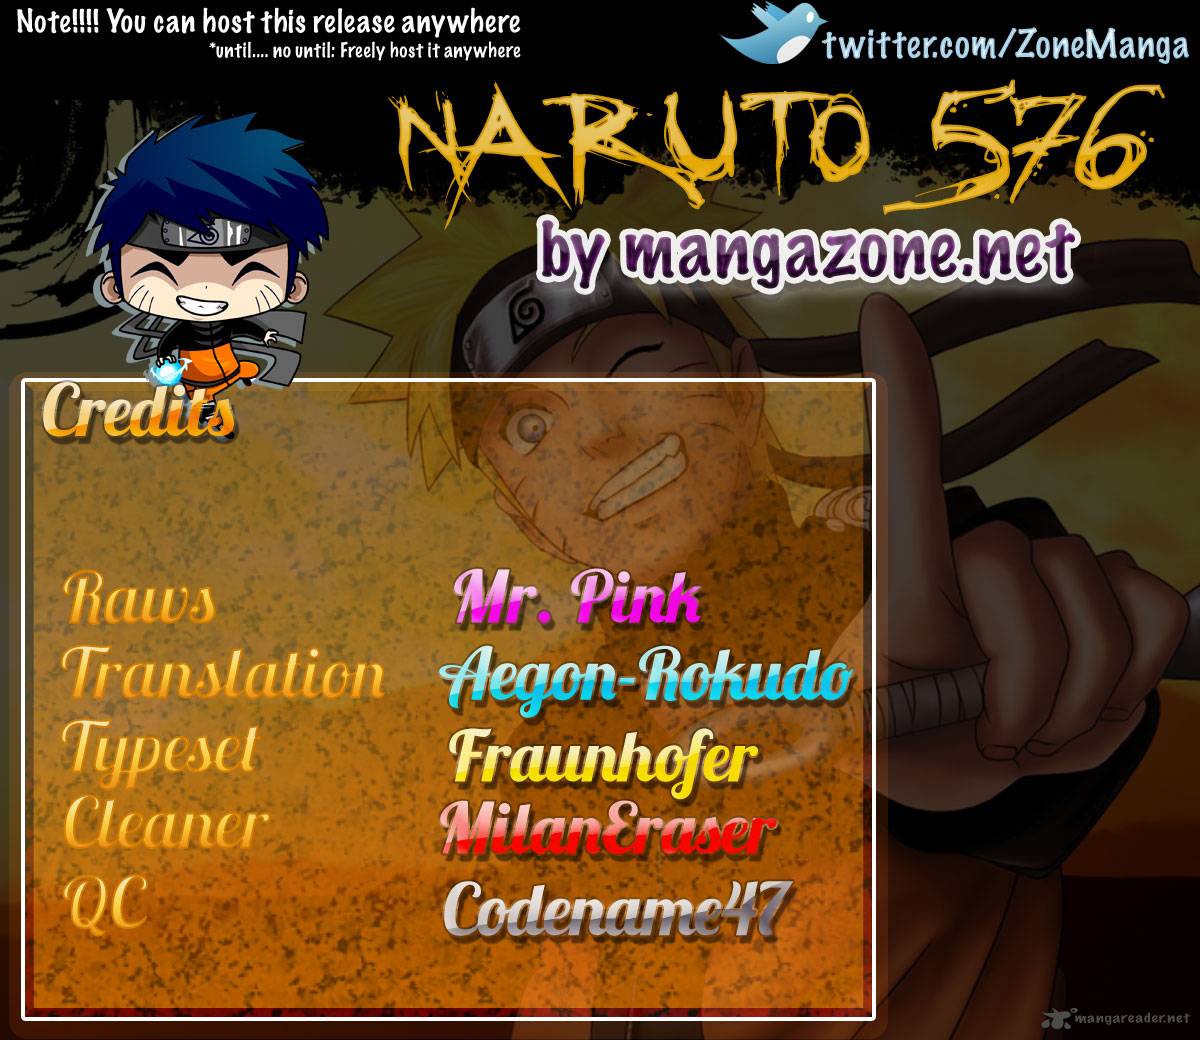 Note!!!! You can host this release anywhere
*until.... no until: Freely host it anywhere
twitter.com/ZoneManga
NARUTO 576
by mangazone.net
Credits
Raws Mr. Pink
Translation Aegon-Rokudo
Typeset Fraunhofer
Cleaner MilanEraser
QC Codename47
mangareader.net